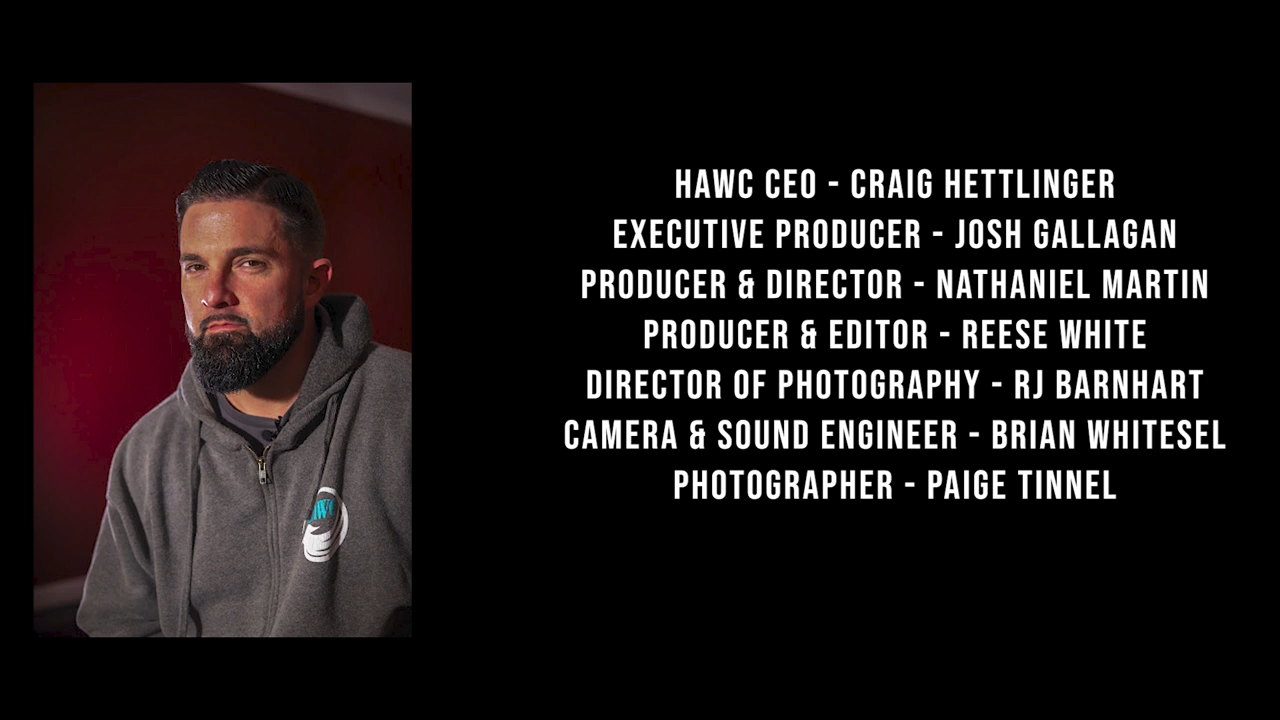 HAWC CEO - CRAIG HETTLINGER
EXECUTIVE PRODUCER - JOSH GALLAGAN
PRODUCER & DIRECTOR - NATHANIEL MARTIN
PRODUCER & EDITOR - REESE WHITE
DIRECTOR OF PHOTOGRAPHY - RJ BARNHART
CAMERA & SOUND ENGINEER - BRIAN WHITESEL
PHOTOGRAPHER - PAIGE TINNEL